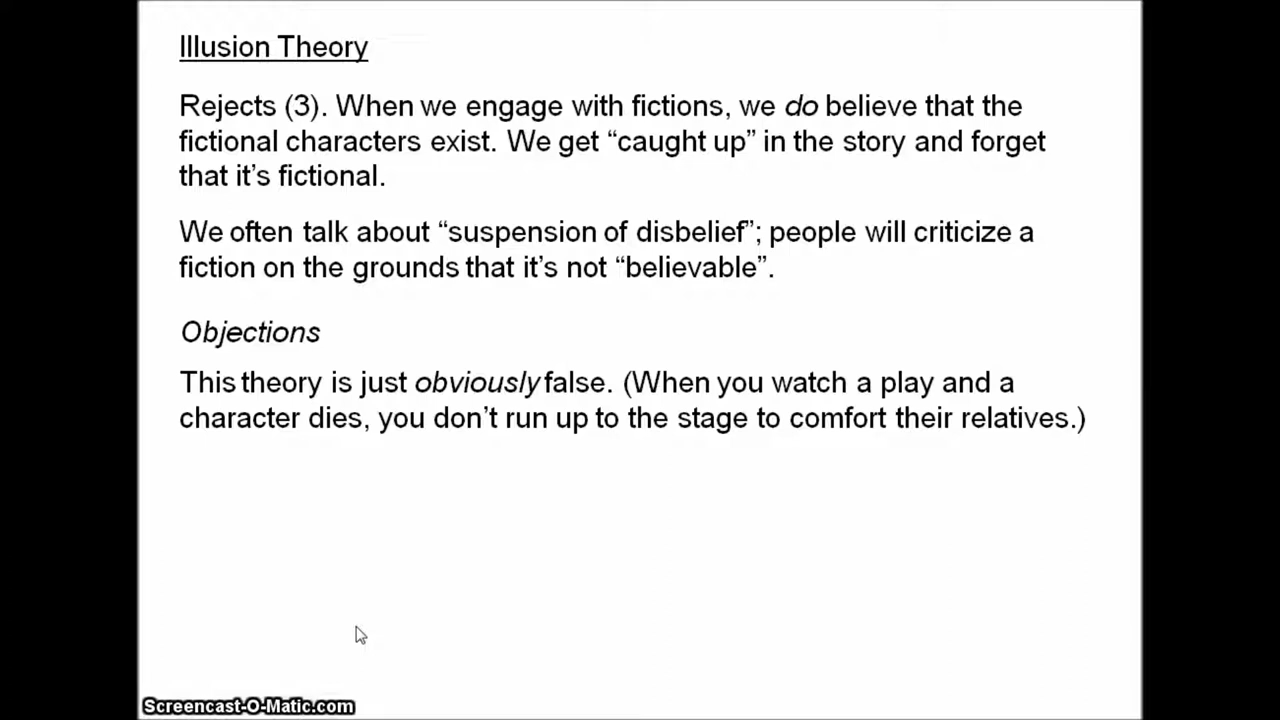 Illusion Theory
Rejects (3). When we engage with fictions, we do believe that the
fictional characters exist. We get “caught up” in the story and forget
that it’s fictional.
We often talk about “suspension of disbelief”; people will criticize a
fiction on the grounds that it’s not “believable”.
Objections
This theory is just obviously false. (When you watch a play and a
character dies, you don’t run up to the stage to comfort their relatives.)
Screencast-O-Matic.com